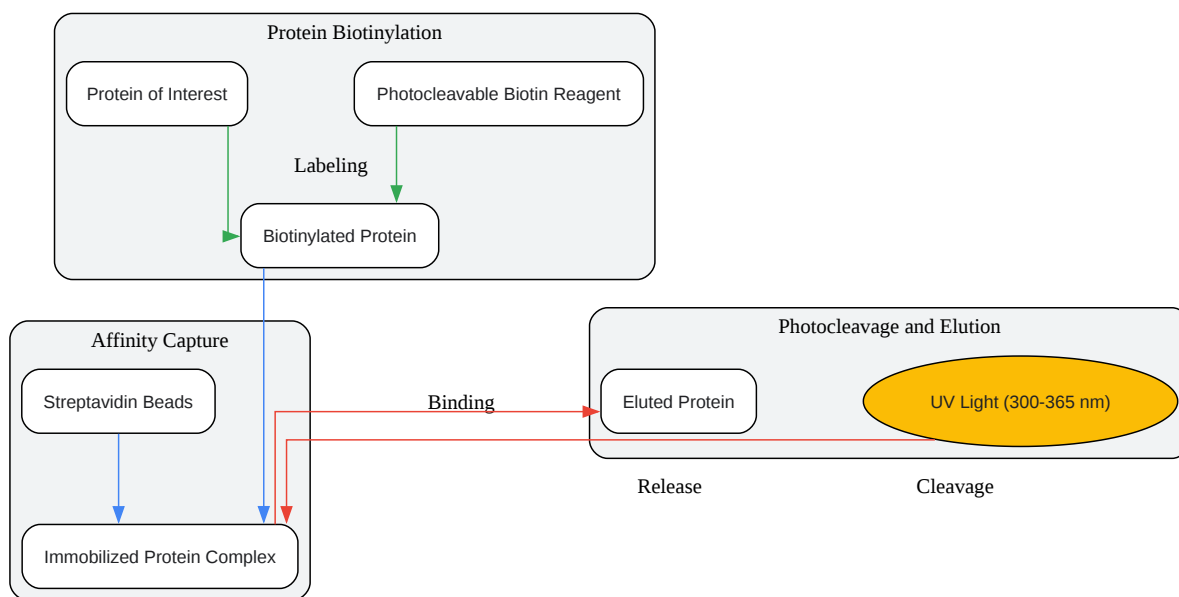 Protein Biotinylation
Protein of Interest
Photocleavable Biotin Reagent
Labeling
Biotinylated Protein
Affinity Capture
Streptavidin Beads
Immobilized Protein Complex
Binding
Photocleavage and Elution
Eluted Protein
UV Light (300-365 nm)
Release
Cleavage